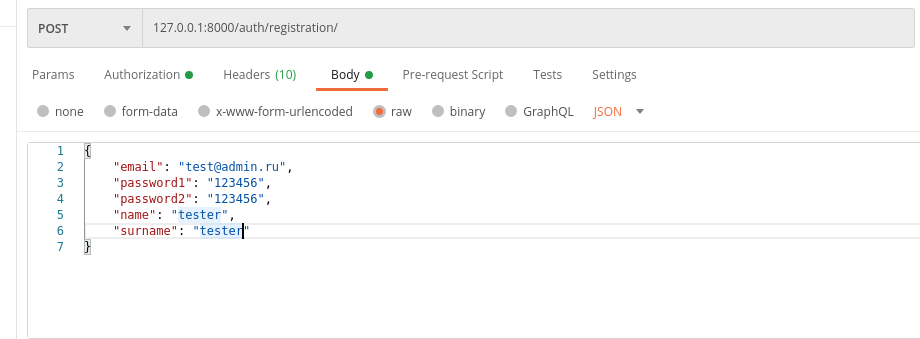 POST 127.0.0.1:8000/auth/registration/
Params Authorization Headers (10) Body Pre-request Script Tests Settings
none form-data x-www-form-urlencoded raw binary GraphQL JSON
1 {
2 "email": "test@admin.ru",
3 "password1": "123456",
4 "password2": "123456",
5 "name": "tester",
6 "surname": "tester"
7 }